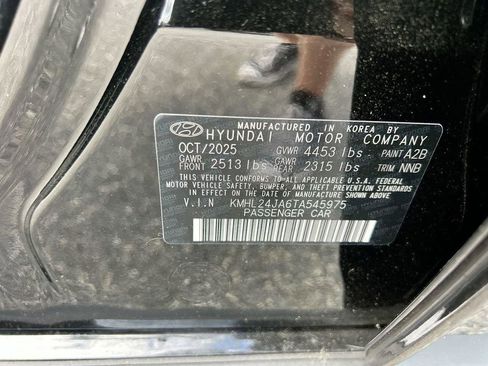 MANUFACTURED IN KOREA BY
HYUNDAI MOTOR COMPANY
OCT/2025 GVWR 4453 lbs PAINT A2B
GAWR FRONT 2513 lbs GAWR REAR 2315 lbs TRIM NNB
THIS VEHICLE CONFORMS TO ALL APPLICABLE U.S.A. FEDERAL
MOTOR VEHICLE SAFETY, BUMPER, AND THEFT PREVENTION STANDARDS
IN EFFECT ON THE DATE OF MANUFACTURE SHOWN ABOVE
V.I.N KMHL24JA6TA545975
PASSENGER CAR